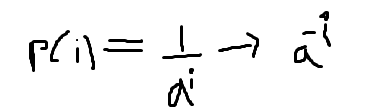 P(i) = 1/a^i → a^-i